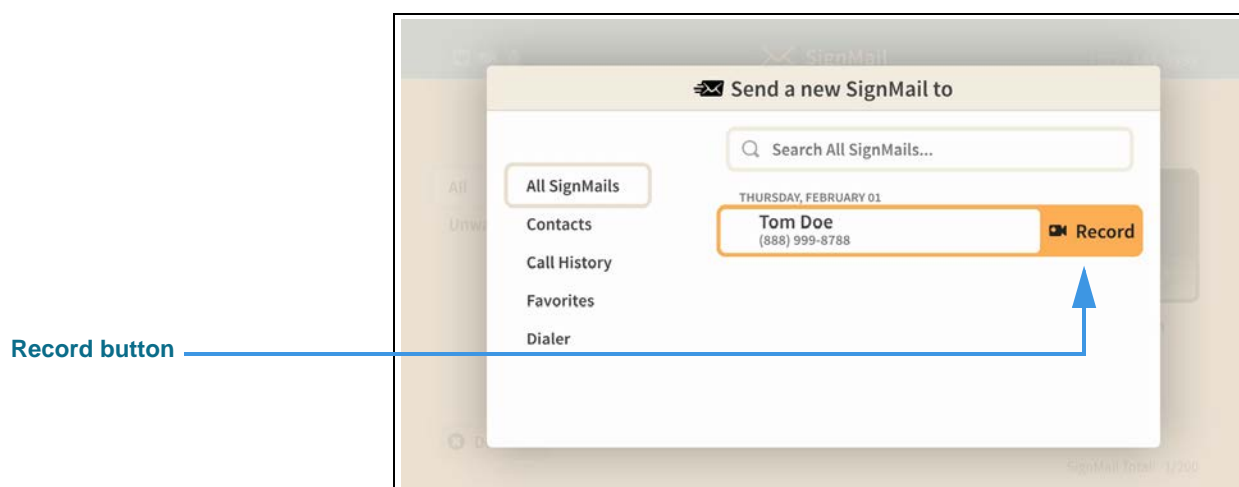 SignMail
Send a new SignMail to
Search All SignMails...
All
All SignMails
THURSDAY, FEBRUARY 01
Unwa
Contacts
Tom Doe
(888) 999-8788
Record
Call History
Favorites
Record button
Dialer
SignMail Total: 1/200